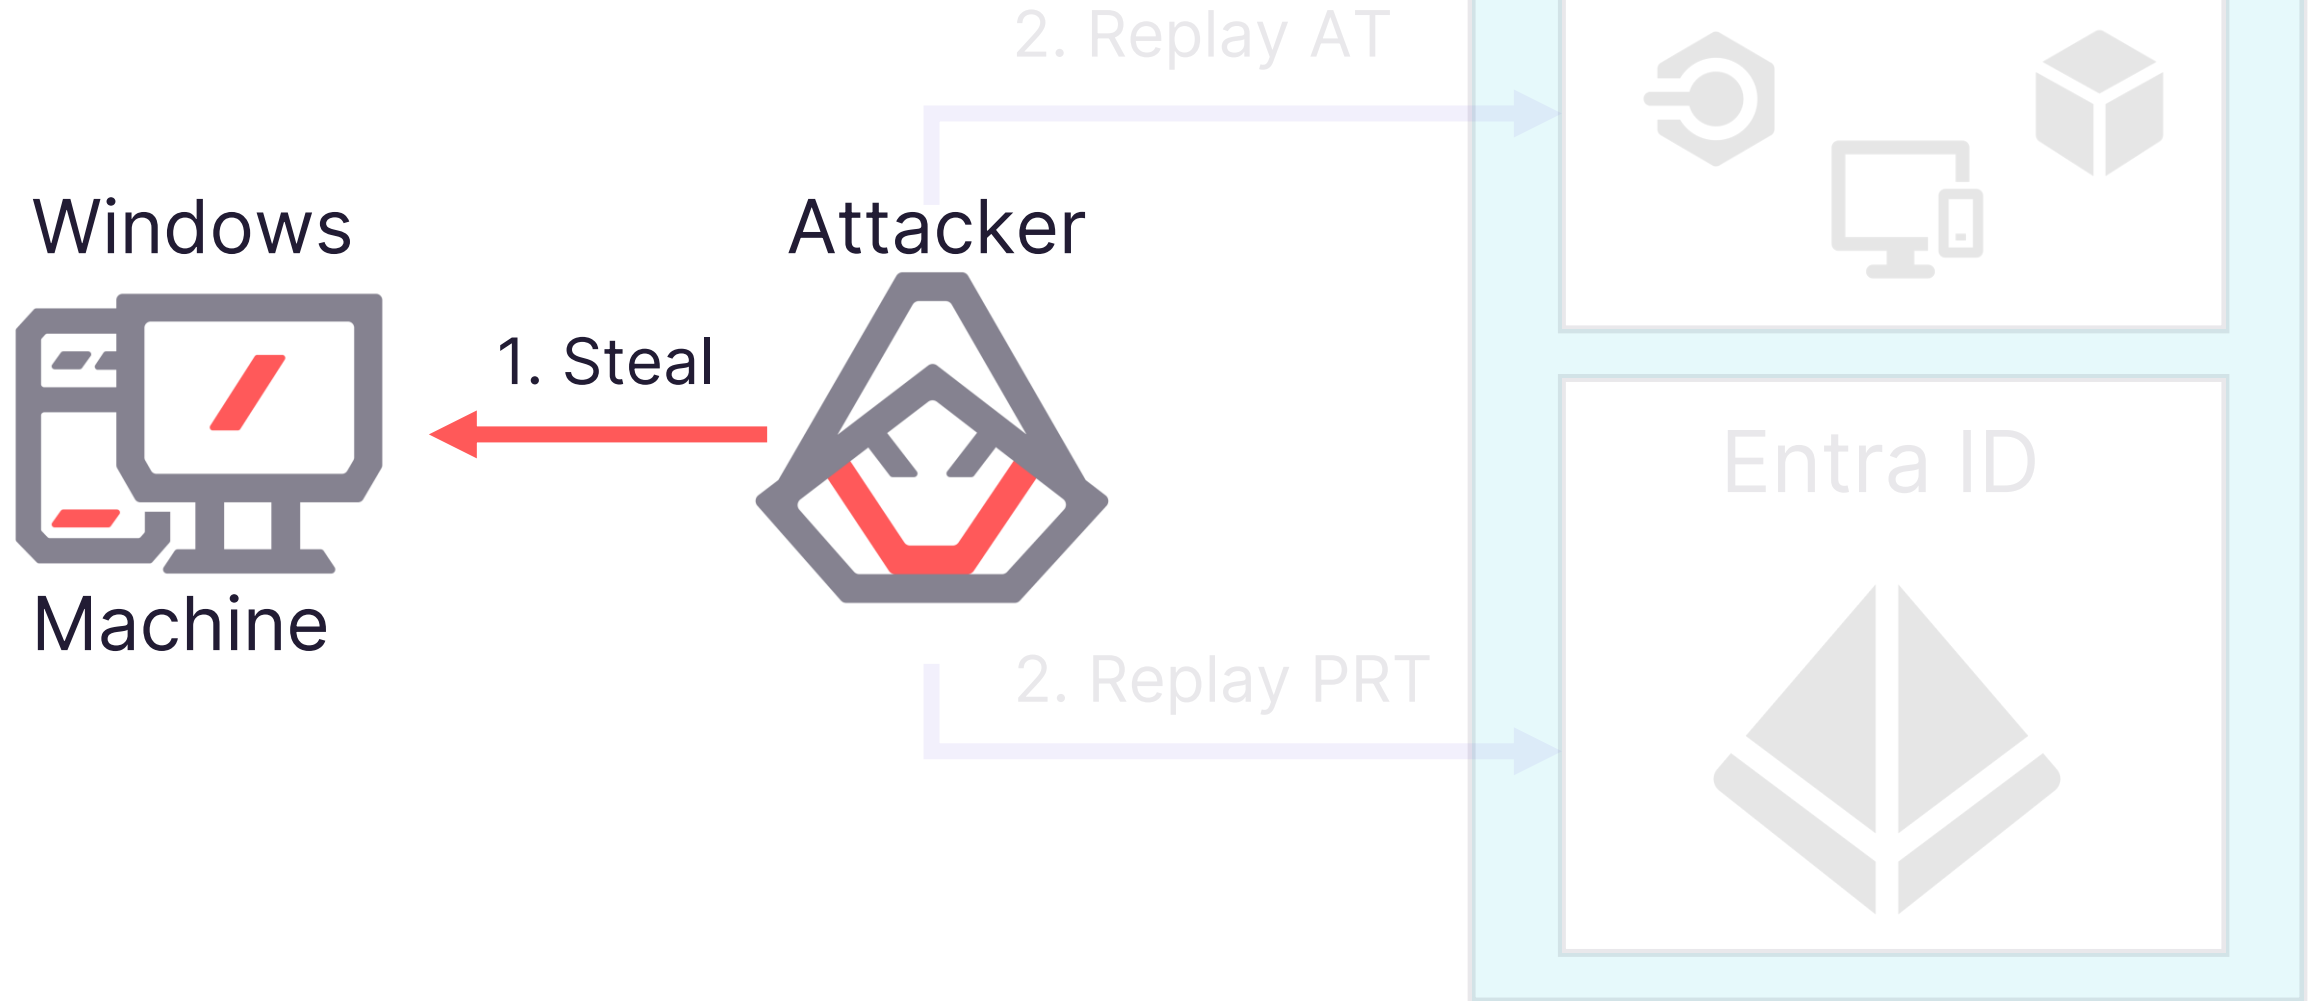 2. Replay AT
Windows
Attacker
1. Steal
Entra ID
Machine
2. Replay PRT